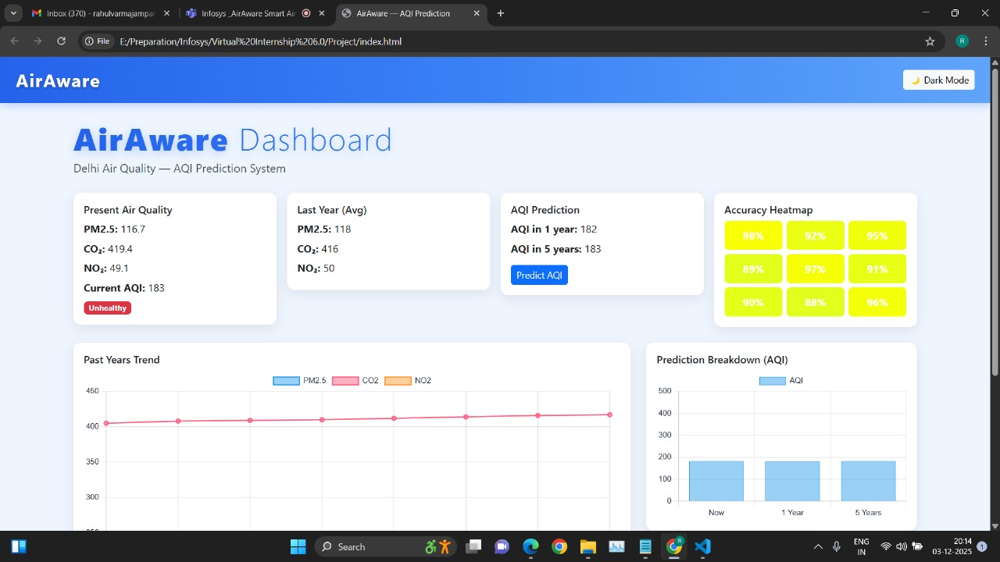 Inbox (370) - rahulvarmajampan
Infosys _AirAware Smart Air
AirAware — AQI Prediction
File
E:/Preparation/Infosys/Virtual%20Internship%206.0/Project/index.html
R
AirAware
🌙 Dark Mode
AirAware Dashboard
Delhi Air Quality — AQI Prediction System
Present Air Quality
PM2.5: 116.7
CO₂: 419.4
NO₂: 49.1
Current AQI: 183
Unhealthy
Last Year (Avg)
PM2.5: 118
CO₂: 416
NO₂: 50
AQI Prediction
AQI in 1 year: 182
AQI in 5 years: 183
Predict AQI
Accuracy Heatmap
98% 92% 95%
89% 97% 91%
90% 88% 96%
Past Years Trend
PM2.5 CO2 NO2
450
400
350
300
Prediction Breakdown (AQI)
AQI
500
400
300
200
100
0
Now 1 Year 5 Years
Search
R
ENG
IN
20:14
03-12-2025
1